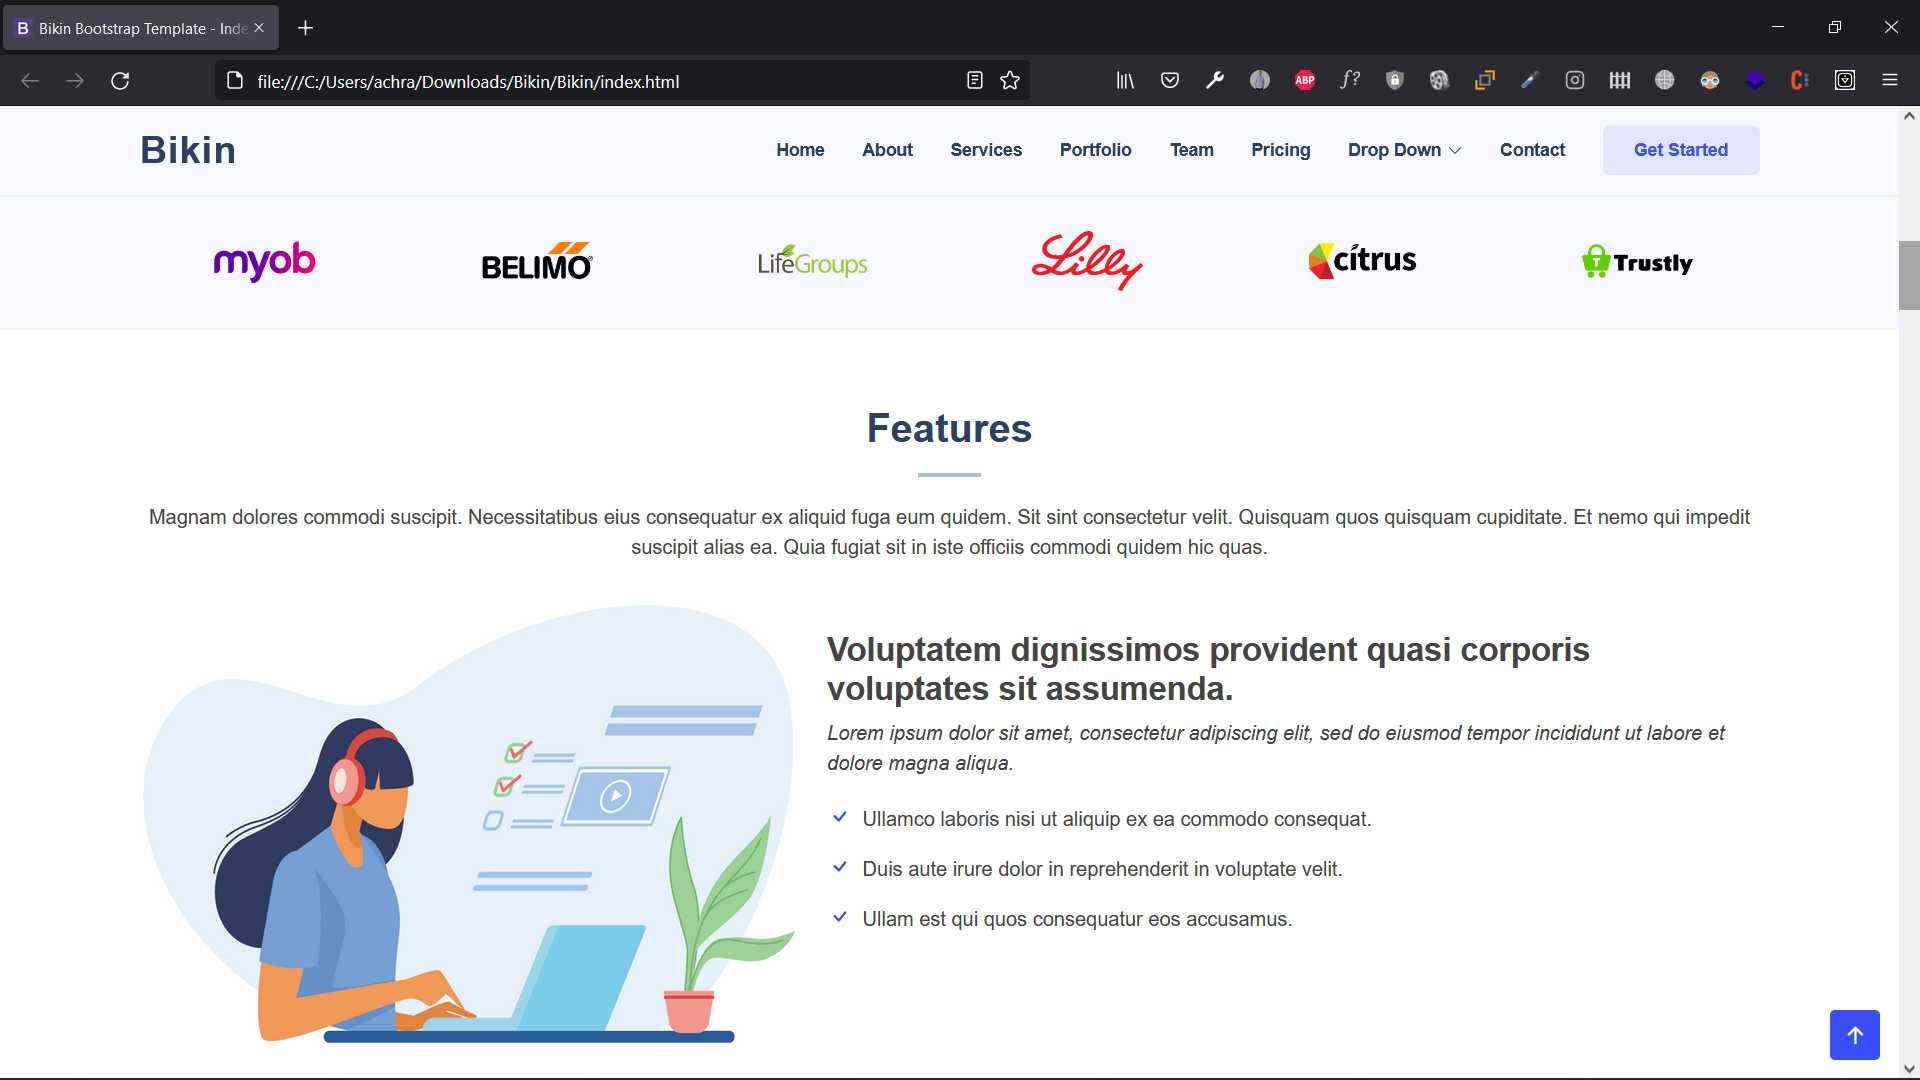 Bikin Bootstrap Template - Inde
file:///C:/Users/achra/Downloads/Bikin/Bikin/index.html
ABP
f?
Bikin
Home
About
Services
Portfolio
Team
Pricing
Drop Down
Contact
Get Started
myob
BELIMO®
LifeGroups
Lilly
citrus
T Trustly
Features
Magnam dolores commodi suscipit. Necessitatibus eius consequatur ex aliquid fuga eum quidem. Sit sint consectetur velit. Quisquam quos quisquam cupiditate. Et nemo qui impedit
suscipit alias ea. Quia fugiat sit in iste officiis commodi quidem hic quas.
Voluptatem dignissimos provident quasi corporis
voluptates sit assumenda.
Lorem ipsum dolor sit amet, consectetur adipiscing elit, sed do eiusmod tempor incididunt ut labore et
dolore magna aliqua.
Ullamco laboris nisi ut aliquip ex ea commodo consequat.
Duis aute irure dolor in reprehenderit in voluptate velit.
Ullam est qui quos consequatur eos accusamus.